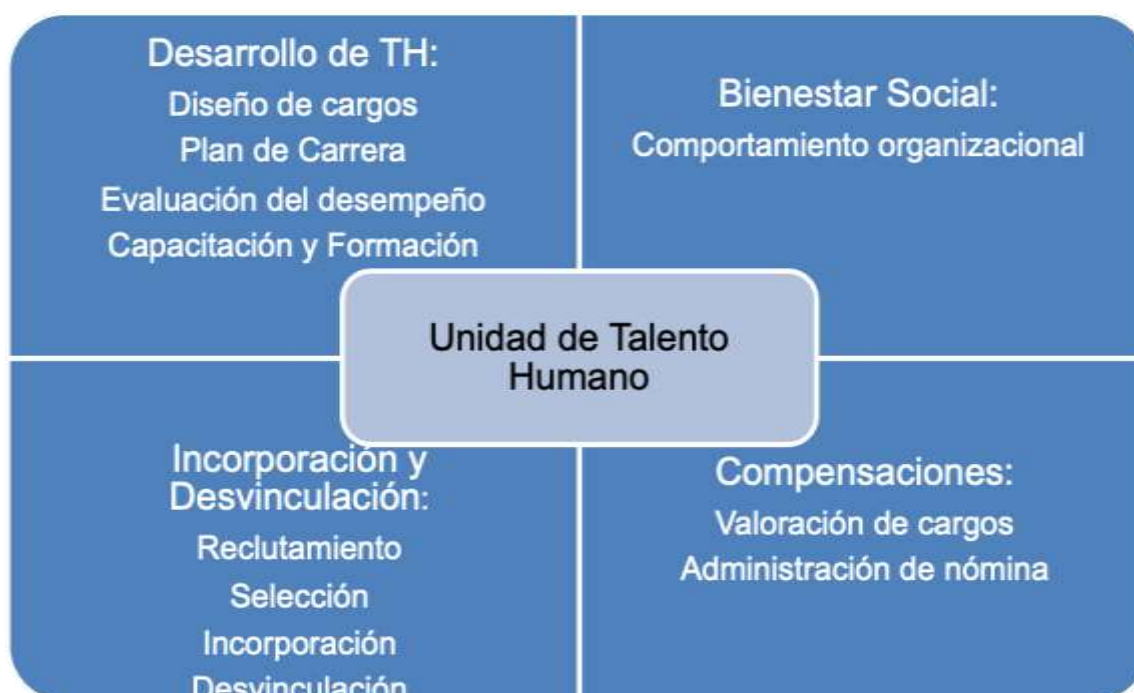 Desarrollo de TH:
Diseño de cargos
Plan de Carrera
Evaluación del desempeño
Capacitación y Formación
Bienestar Social:
Comportamiento organizacional
Unidad de Talento
Humano
Incorporación y
Desvinculación:
Reclutamiento
Selección
Incorporación
Desvinculación
Compensaciones:
Valoración de cargos
Administración de nómina